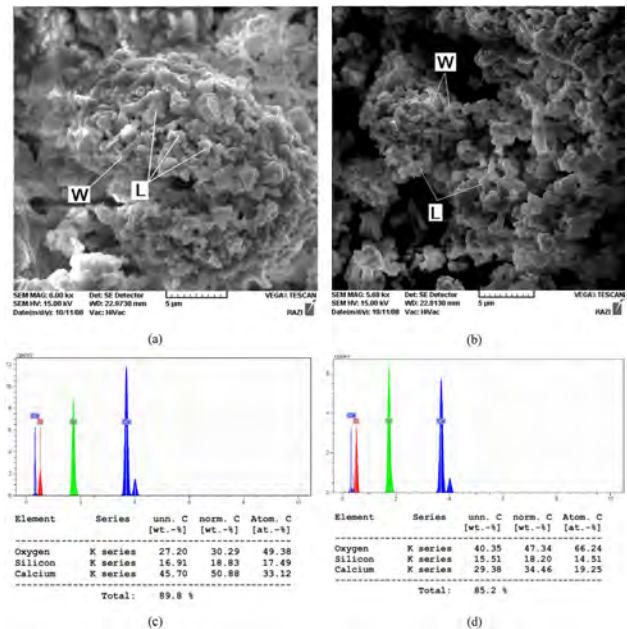 W
L
SEM MAG: 6.00 kx Det: SE Detector
SEM HV: 15.00 kV WD: 22.8730 mm 5 µm VEGA\\ TESCAN
Date(m/d/y): 10/11/08 Vac: HiVac RAZI
(a)
W
L
SEM MAG: 5.60 kx Det: SE Detector
SEM HV: 15.00 kV WD: 22.8130 mm 5 µm VEGA\\ TESCAN
Date(m/d/y): 10/11/08 Vac: HiVac RAZI
(b)
Element Series unn. C norm. C Atom. C
[wt.-%] [wt.-%] [at.-%]
Oxygen K series 27.20 30.29 49.38
Silicon K series 16.91 18.83 17.49
Calcium K series 45.70 50.88 33.12
Total: 89.8 %
(c)
Element Series unn. C norm. C Atom. C
[wt.-%] [wt.-%] [at.-%]
Oxygen K series 40.35 47.34 66.24
Silicon K series 15.51 18.20 14.51
Calcium K series 29.38 34.46 19.25
Total: 85.2 %
(d)